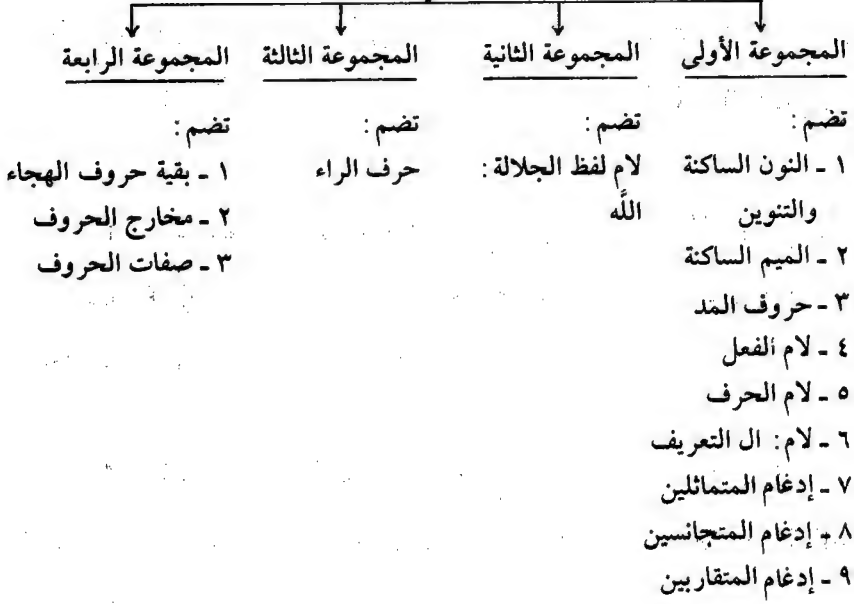 المجموعة الأولى
تضم :
١ ـ النون الساكنة
والتنوين
٢ ـ الميم الساكنة
٣ ـ حروف المد
٤ ـ لام الفعل
٥ ـ لام الحرف
٦ ـ لام : ال التعريف
٧ ـ إدغام المتماثلين
٨ ـ إدغام المتجانسين
٩ ـ إدغام المتقاربين
المجموعة الثانية
تضم :
لام لفظ الجلالة :
اللَّه
المجموعة الثالثة
تضم :
حرف الراء
المجموعة الرابعة
تضم :
١ ـ بقية حروف الهجاء
٢ ـ مخارج الحروف
٣ ـ صفات الحروف